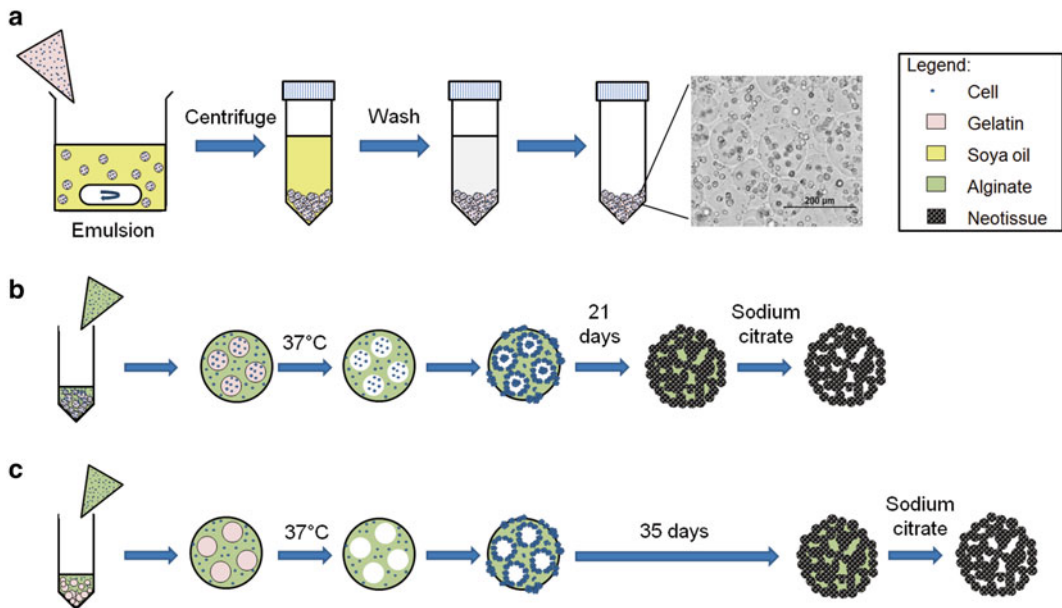 a
Centrifuge
Wash
Emulsion
200 µm
Legend:
Cell
Gelatin
Soya oil
Alginate
Neotissue
b
37°C
21
days
Sodium
citrate
c
37°C
35 days
Sodium
citrate